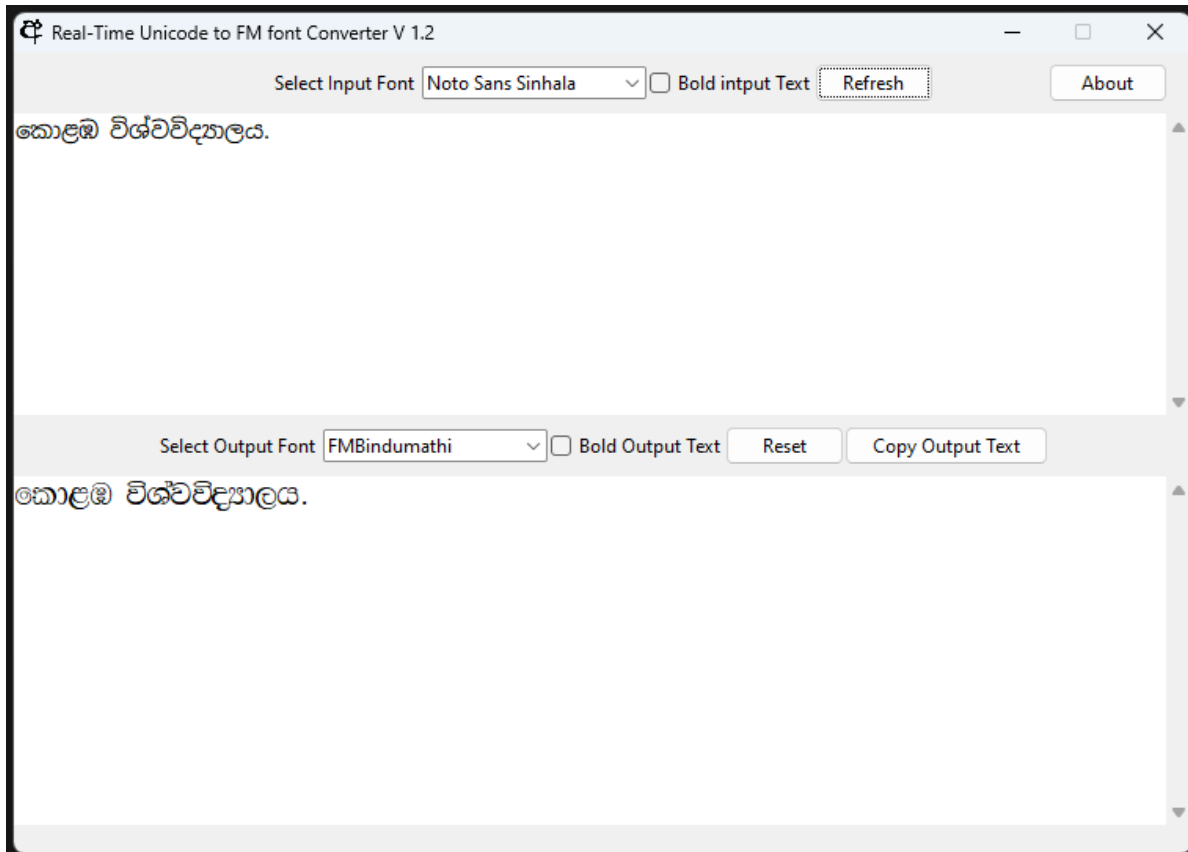 අ Real-Time Unicode to FM font Converter V 1.2
Select Input Font Noto Sans Sinhala Bold intput Text Refresh About
කොළඹ විශ්වවිද්‍යාලය.
Select Output Font FMBindumathi Bold Output Text Reset Copy Output Text
කොළඹ විශ්වවිද්‍යාලය.